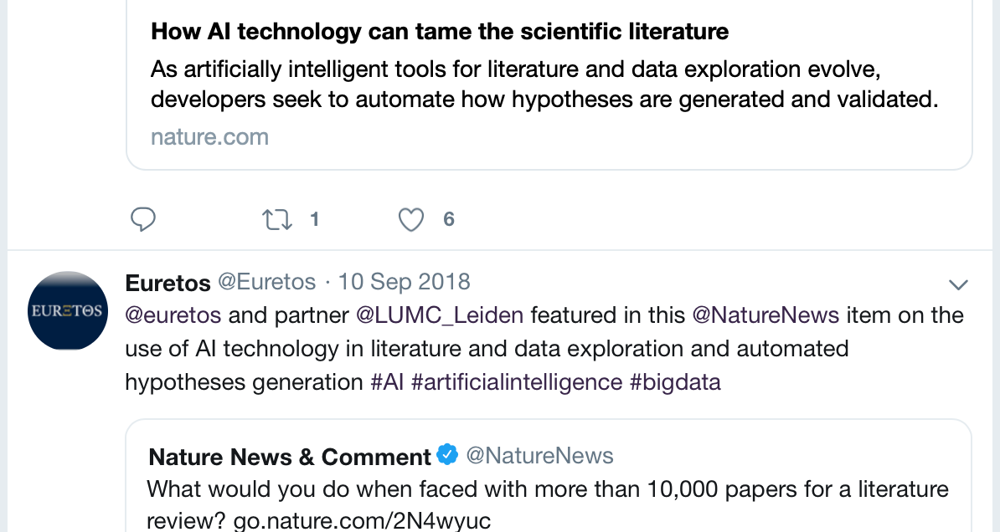 How AI technology can tame the scientific literature
As artificially intelligent tools for literature and data exploration evolve,
developers seek to automate how hypotheses are generated and validated.
nature.com
1 6
Euretos @Euretos · 10 Sep 2018
EURETOS
@euretos and partner @LUMC_Leiden featured in this @NatureNews item on the
use of AI technology in literature and data exploration and automated
hypotheses generation #AI #artificialintelligence #bigdata
Nature News & Comment @NatureNews
What would you do when faced with more than 10,000 papers for a literature
review? go.nature.com/2N4wyuc